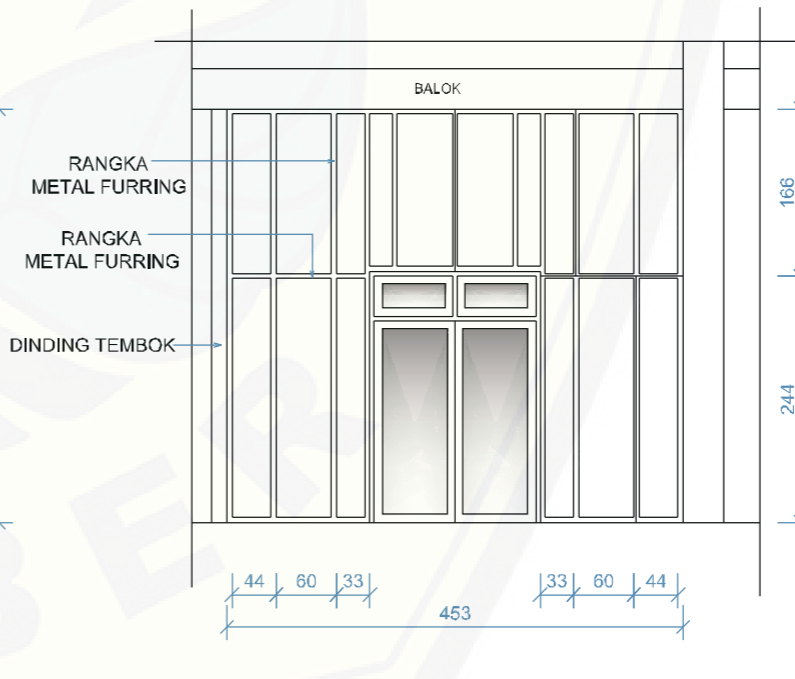 BALOK
RANGKA
METAL FURRING
166
RANGKA
METAL FURRING
DINDING TEMBOK
244
44 60 33 33 60 44
453